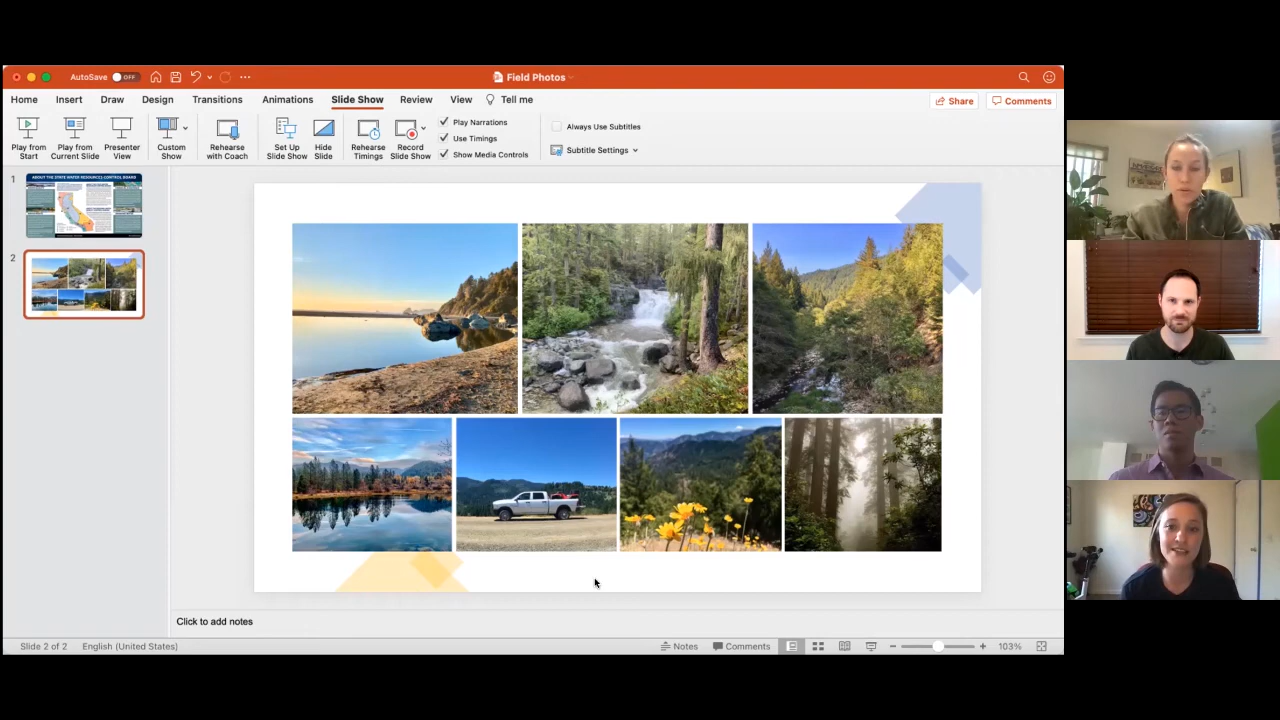 AutoSave OFF
Field Photos
Home Insert Draw Design Transitions Animations Slide Show Review View Tell me
Share Comments
Play from Start
Play from Current Slide
Presenter View
Custom Show
Rehearse with Coach
Set Up Slide Show
Hide Slide
Rehearse Timings
Record Slide Show
Play Narrations
Use Timings
Show Media Controls
Always Use Subtitles
Subtitle Settings
1
ABOUT THE STATE WATER RESOURCES CONTROL BOARD
2
Click to add notes
Slide 2 of 2 English (United States) Notes Comments 103%